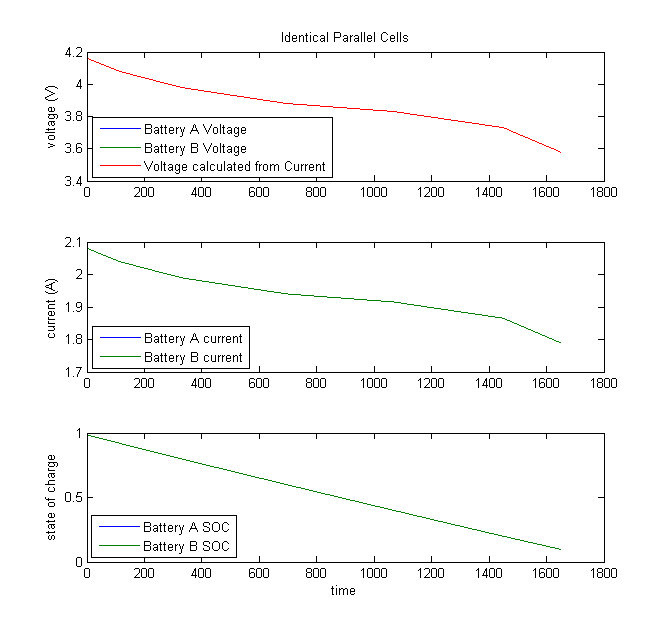 Identical Parallel Cells
4.2
4
3.8
3.6
3.4
voltage (V)
Battery A Voltage
Battery B Voltage
Voltage calculated from Current
0 200 400 600 800 1000 1200 1400 1600 1800
2.1
2
1.9
1.8
1.7
current (A)
Battery A current
Battery B current
0 200 400 600 800 1000 1200 1400 1600 1800
1
0.5
0
state of charge
Battery A SOC
Battery B SOC
0 200 400 600 800 1000 1200 1400 1600 1800
time